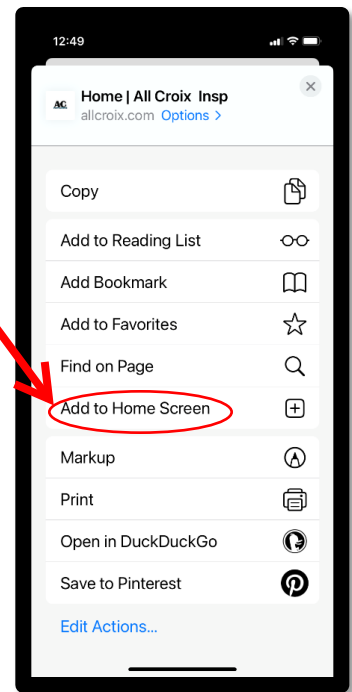 12:49
AC
Home | All Croix Insp
allcroix.com Options >
Copy
Add to Reading List
Add Bookmark
Add to Favorites
Find on Page
Add to Home Screen
Markup
Print
Open in DuckDuckGo
Save to Pinterest
Edit Actions...